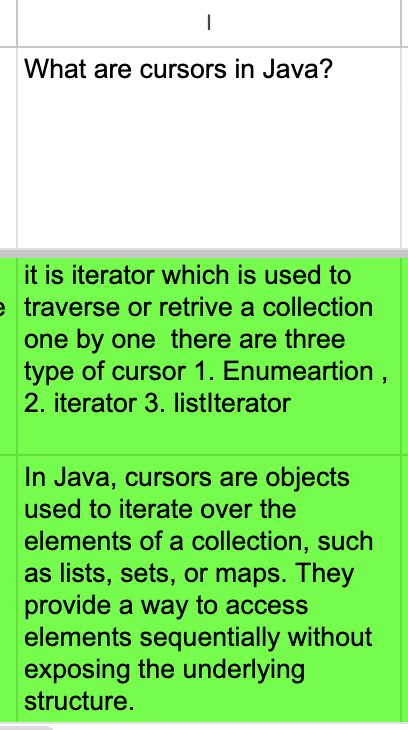 I
What are cursors in Java?
it is iterator which is used to
e traverse or retrive a collection
one by one  there are three
type of cursor 1. Enumeartion ,
2. iterator 3. listIterator
In Java, cursors are objects
used to iterate over the
elements of a collection, such
as lists, sets, or maps. They
provide a way to access
elements sequentially without
exposing the underlying
structure.